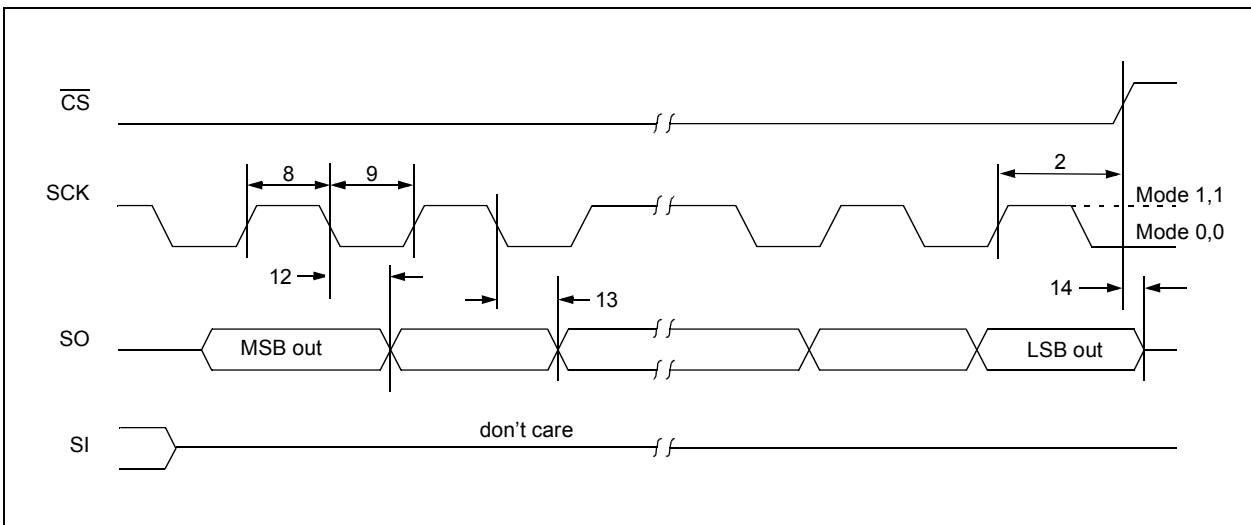 CS
2
8
9
SCK
Mode 1,1
Mode 0,0
12
13
14
SO
MSB out
LSB out
don't care
SI